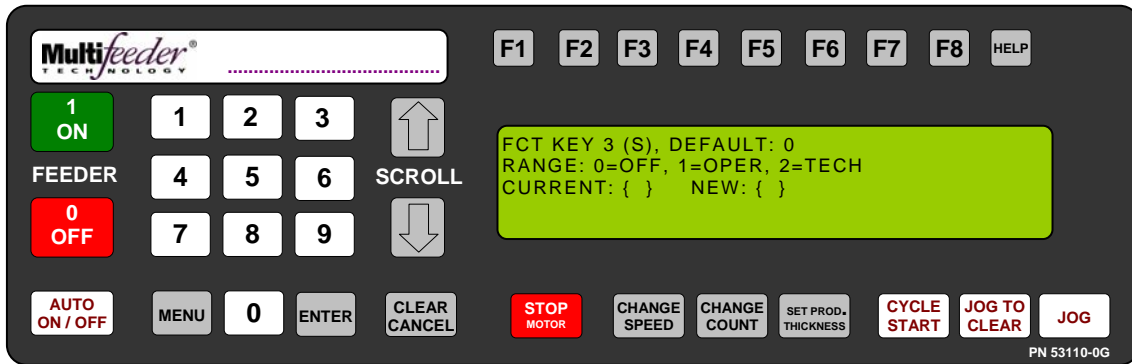 Multifeeder®
TECHNOLOGY
F1 F2 F3 F4 F5 F6 F7 F8 HELP
1
ON
FEEDER
0
OFF
1 2 3
4 5 6
7 8 9
SCROLL
FCT KEY 3 (S), DEFAULT: 0
RANGE: 0=OFF, 1=OPER, 2=TECH
CURRENT: { } NEW: { }
AUTO
ON / OFF
MENU 0 ENTER
CLEAR
CANCEL
STOP
MOTOR
CHANGE
SPEED
CHANGE
COUNT
SET PROD.
THICKNESS
CYCLE
START
JOG TO
CLEAR
JOG
PN 53110-0G